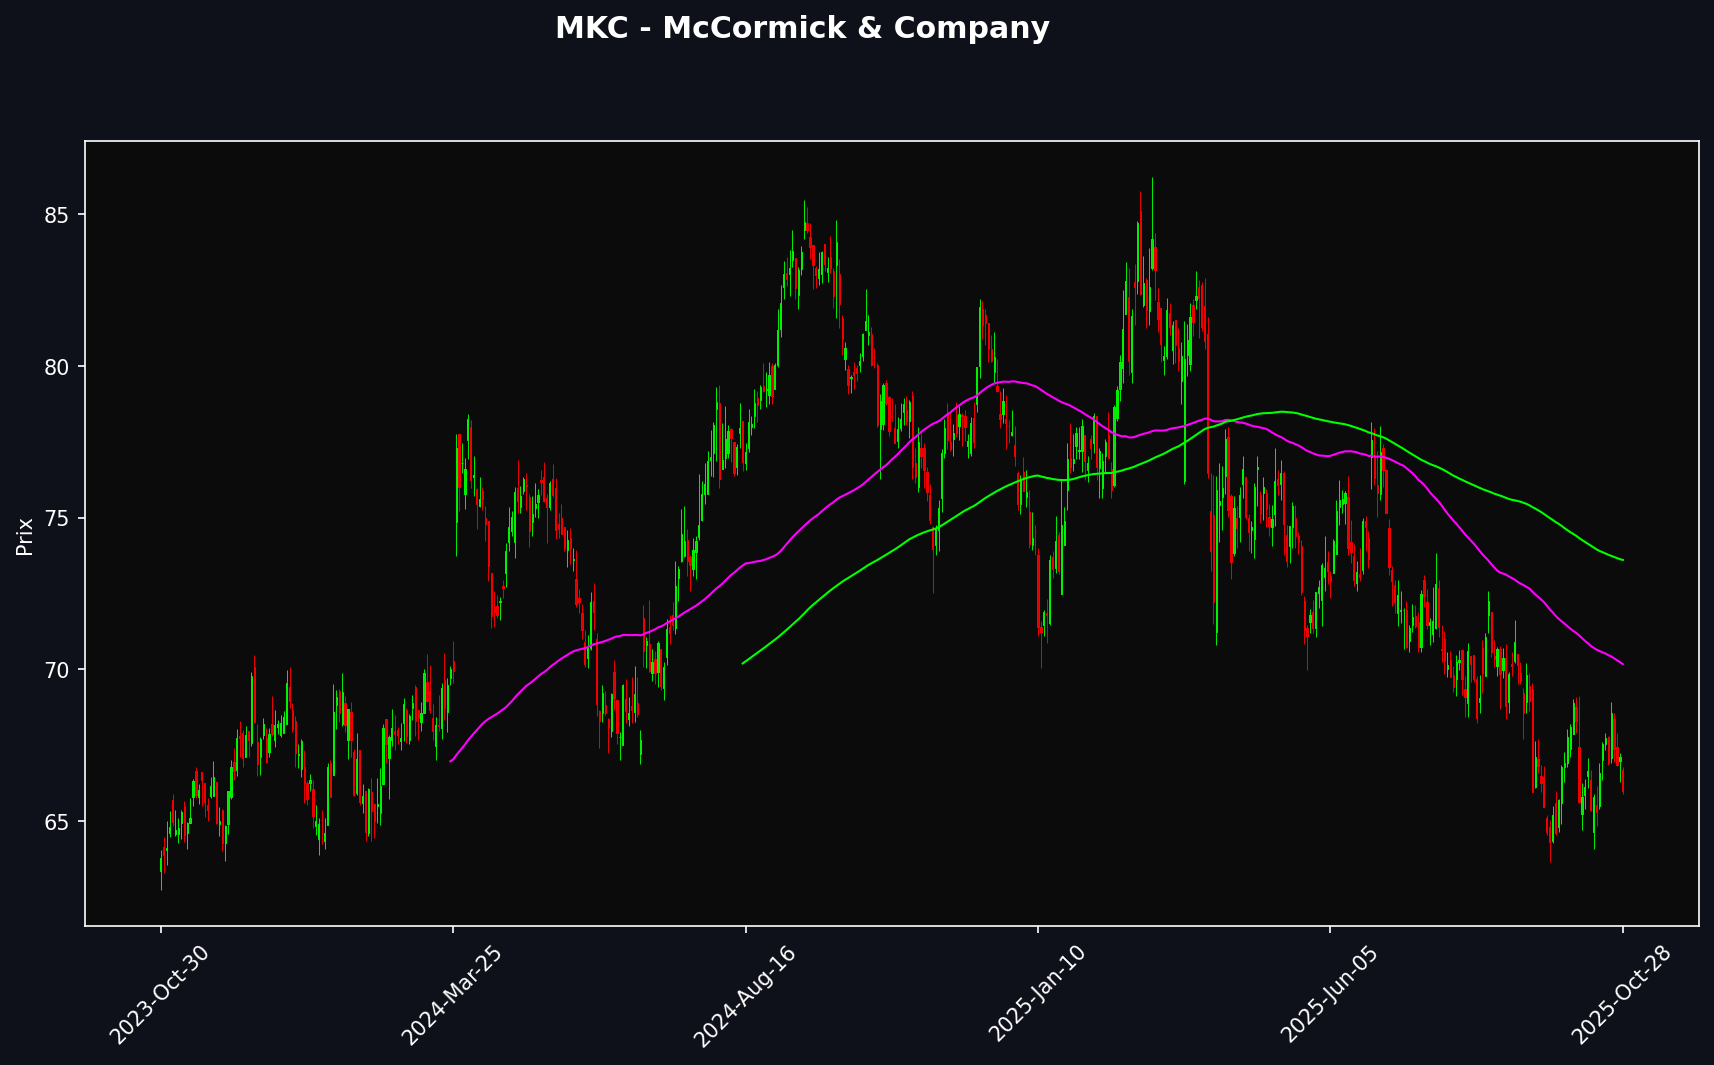 MKC - McCormick & Company
Prix
85
80
75
70
65
2023-Oct-30
2024-Mar-25
2024-Aug-16
2025-Jan-10
2025-Jun-05
2025-Oct-28